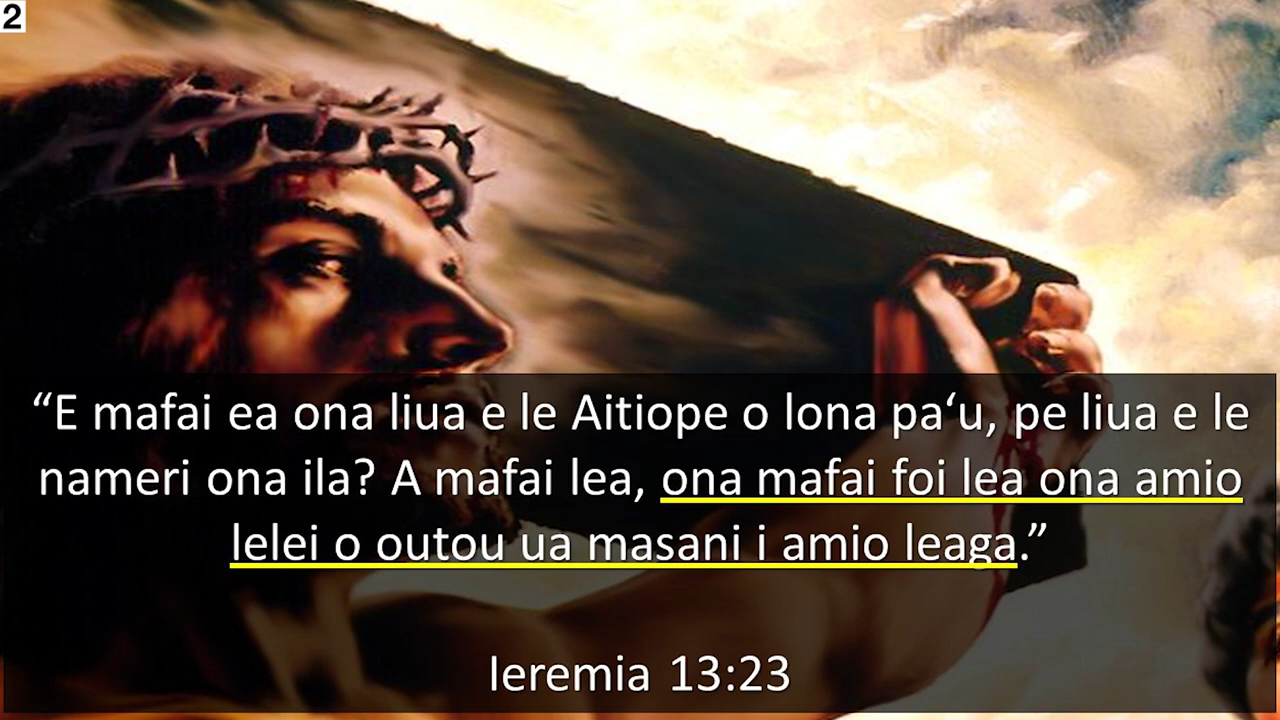 2
“E mafai ea ona liua e le Aitiope o lona pa‘u, pe liua e le
nameri ona ila? A mafai lea, ona mafai foi lea ona amio
lelei o outou ua masani i amio leaga.”
Ieremia 13:23